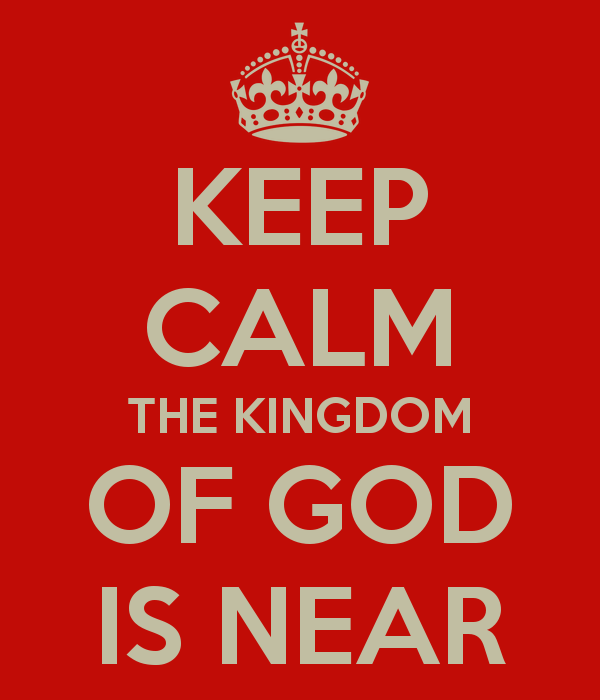 KEEP
CALM
THE KINGDOM
OF GOD
IS NEAR